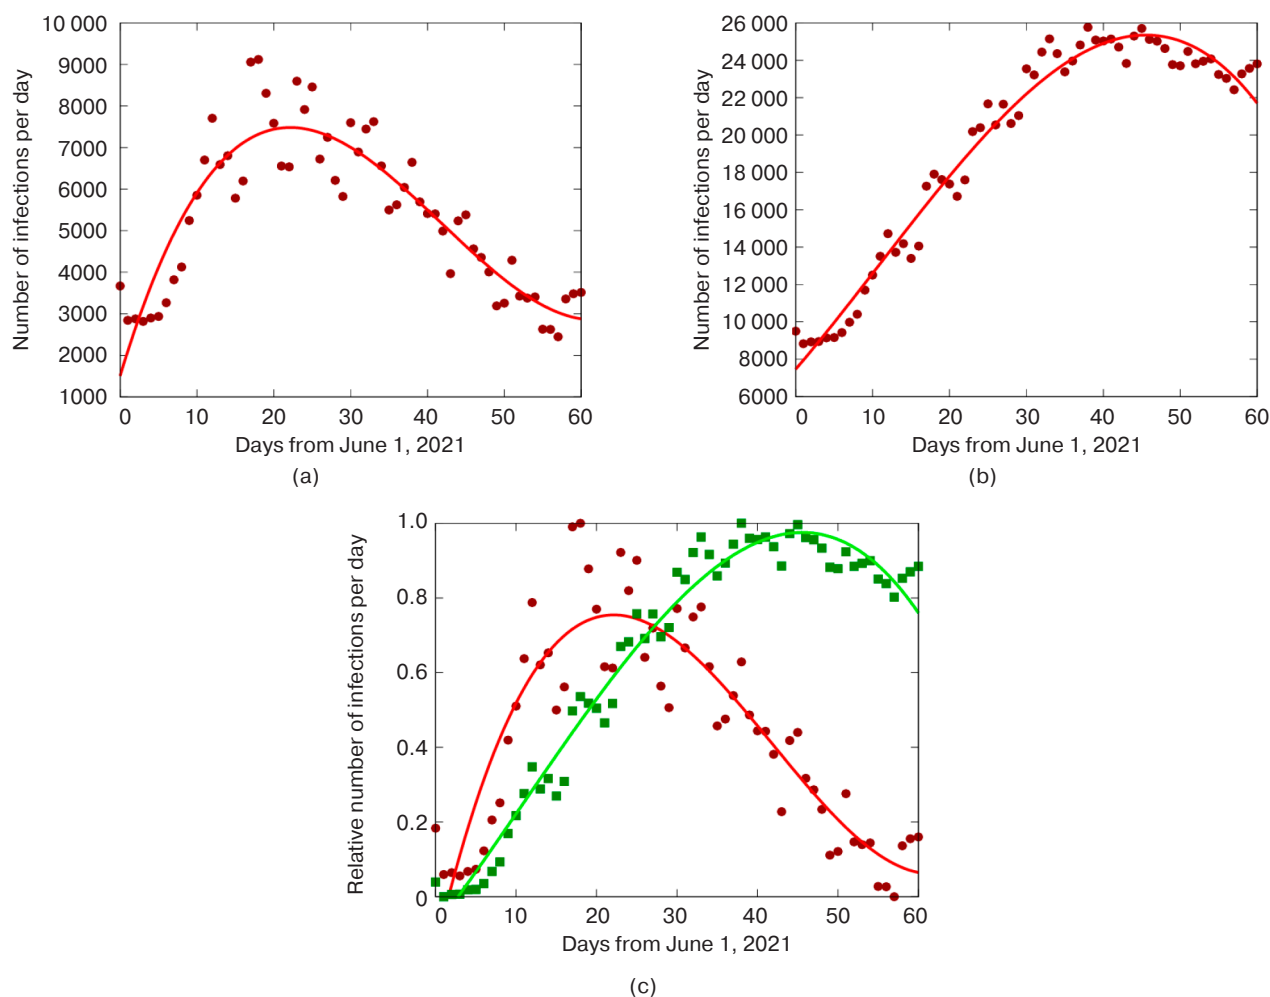 10 000
9000
8000
7000
6000
5000
4000
3000
2000
1000
Number of infections per day
0 10 20 30 40 50 60
Days from June 1, 2021
(a)
26 000
24 000
22 000
20 000
18 000
16 000
14 000
12 000
10 000
8000
6000
Number of infections per day
0 10 20 30 40 50 60
Days from June 1, 2021
(b)
1.0
0.8
0.6
0.4
0.2
0
Relative number of infections per day
0 10 20 30 40 50 60
Days from June 1, 2021
(c)